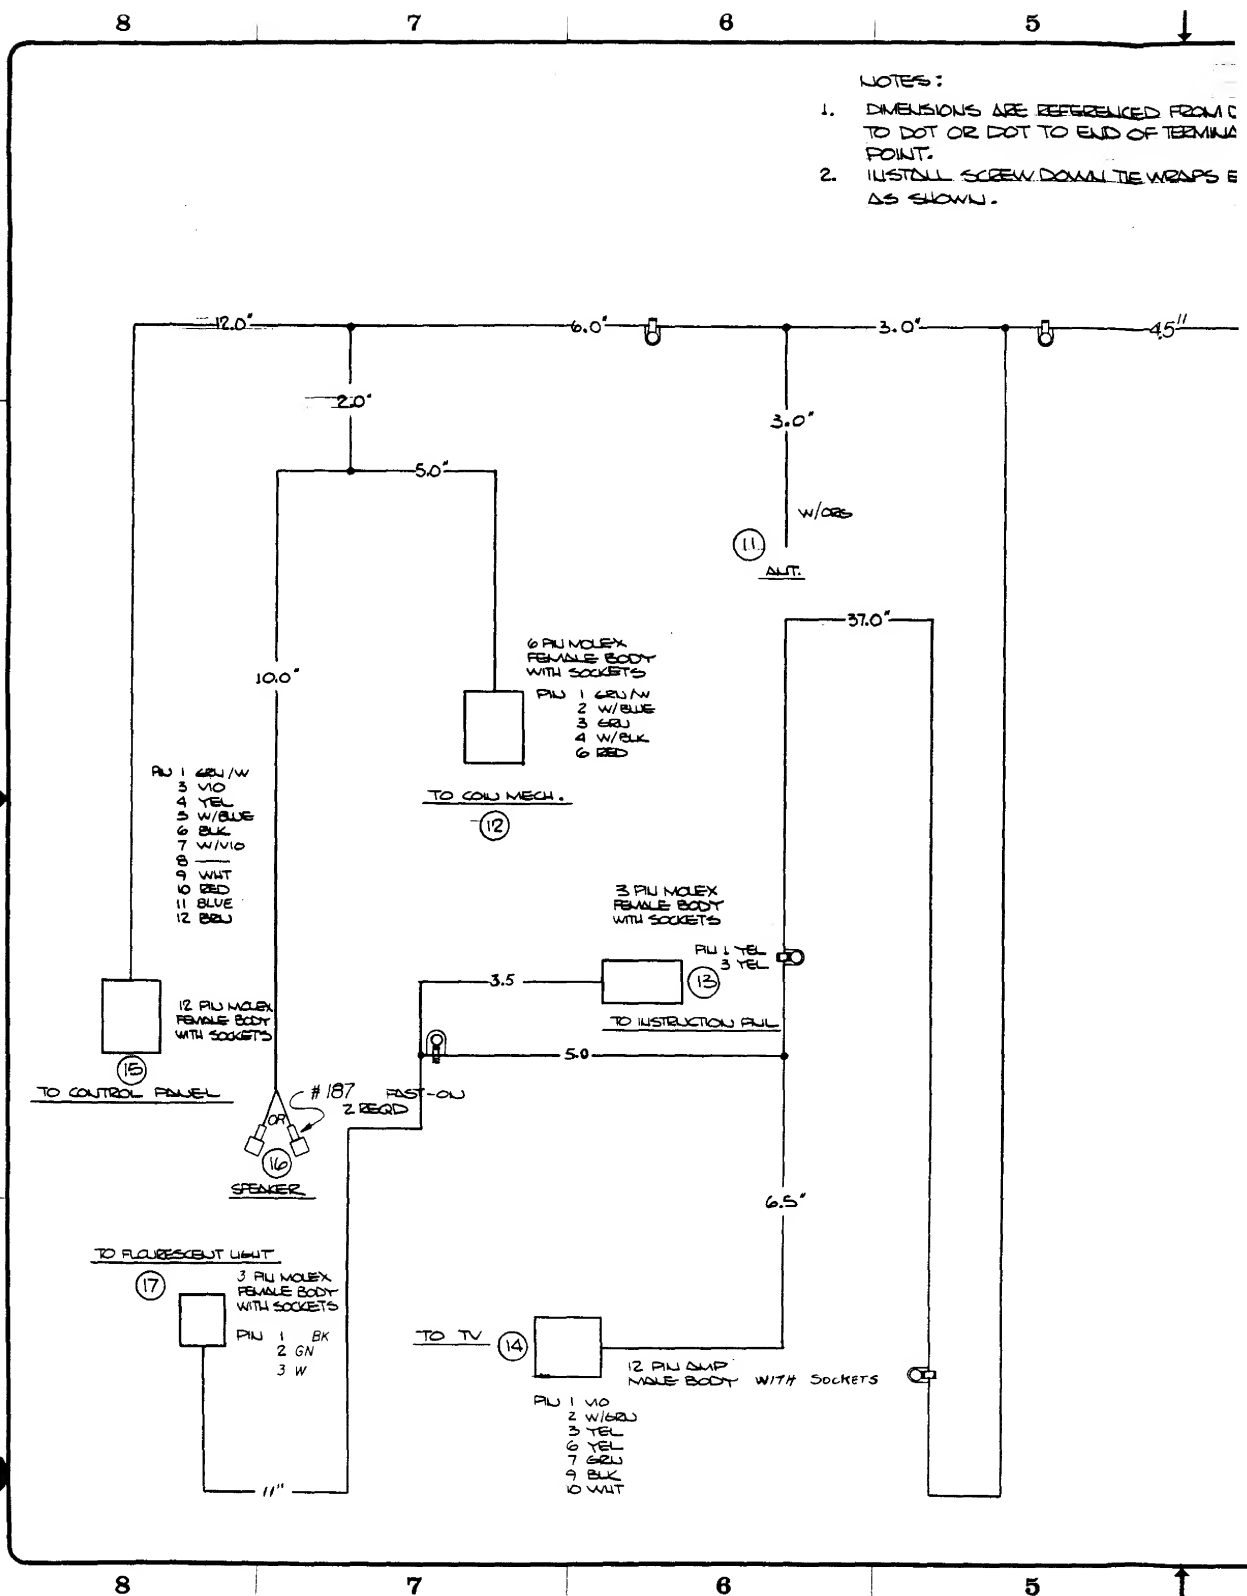 8 7 6 5
NOTES:
1. DIMENSIONS ARE REFERENCED FROM
TO DOT OR DOT TO END OF
POINT.
2. INSTALL SCREW DOWN TIE WRAPS
AS SHOWN.
12.0" 6.0" 3.0" 4.5"
2.0"
3.0"
5.0"
W/ORG
11
ANT.
37.0"
6 PIN MOLEX
FEMALE BODY
WITH SOCKETS
PIN 1 GRN/W
2 W/BLUE
3 GRN
4 W/BLK
6 RED
10.0"
TO COIN MECH.
12
PIN 1 GRN/W
3 VIO
4 YEL
5 W/BLUE
6 BLK
7 W/VIO
8 —
9 WHT
10 RED
11 BLUE
12 BRN
3 PIN MOLEX
FEMALE BODY
WITH SOCKETS
PIN 1 YEL
3 YEL
3.5
13
TO INSTRUCTION PNL
12 PIN MOLEX
FEMALE BODY
WITH SOCKETS
15
TO CONTROL PANEL
5.0
#187 FAST-ON
2 REQD
OR
16
SPEAKER
6.5"
TO FLOURESCENT LIGHT
17
3 PIN MOLEX
FEMALE BODY
WITH SOCKETS
PIN 1 BK
2 GN
3 W
TO TV 14
12 PIN AMP
MALE BODY WITH SOCKETS
PIN 1 VIO
2 W/GRN
3 YEL
6 YEL
7 GRN
9 BLK
10 WHT
11"
8 7 6 5